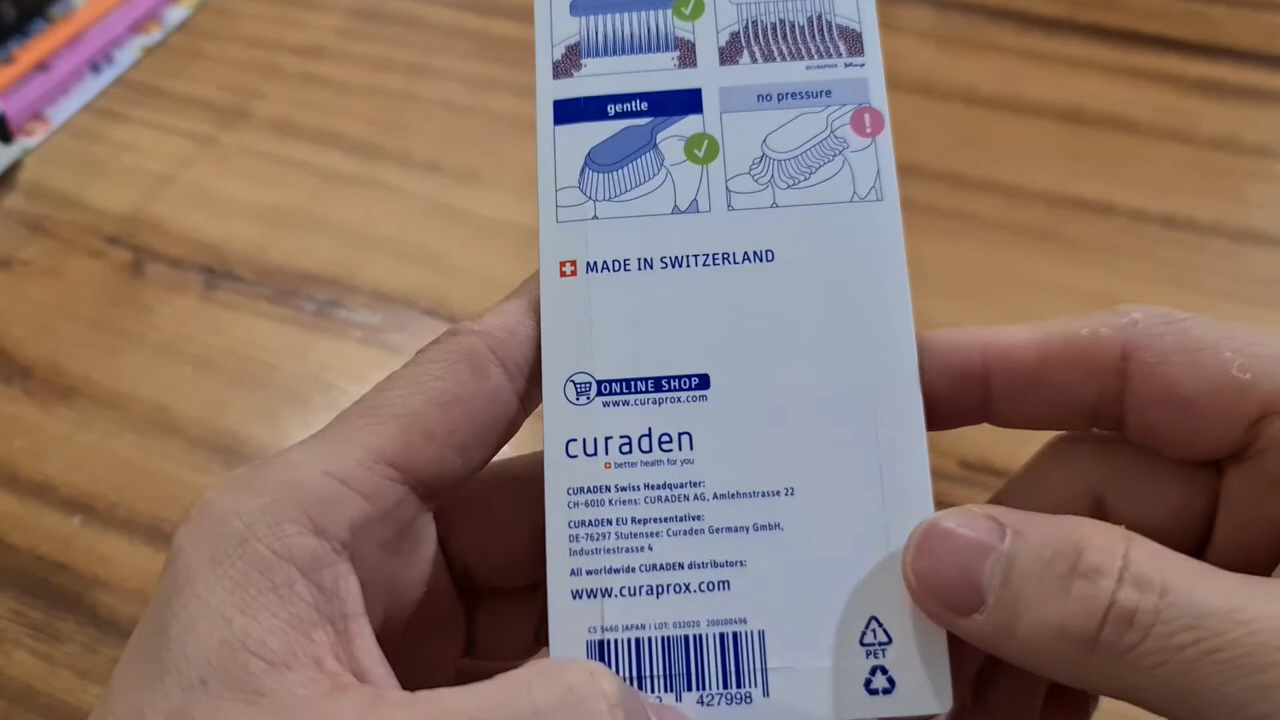 ©CURAPROX
gentle
no pressure
MADE IN SWITZERLAND
ONLINE SHOP
www.curaprox.com
curaden
better health for you
CURADEN Swiss Headquarter:
CH-6010 Kriens: CURADEN AG, Amlehnstrasse 22
CURADEN EU Representative:
DE-76297 Stutensee: Curaden Germany GmbH,
Industriestrasse 4
All worldwide CURADEN distributors:
www.curaprox.com
CS 5460 JAPAN I LOT: 032020 200100496
427998
1
PET